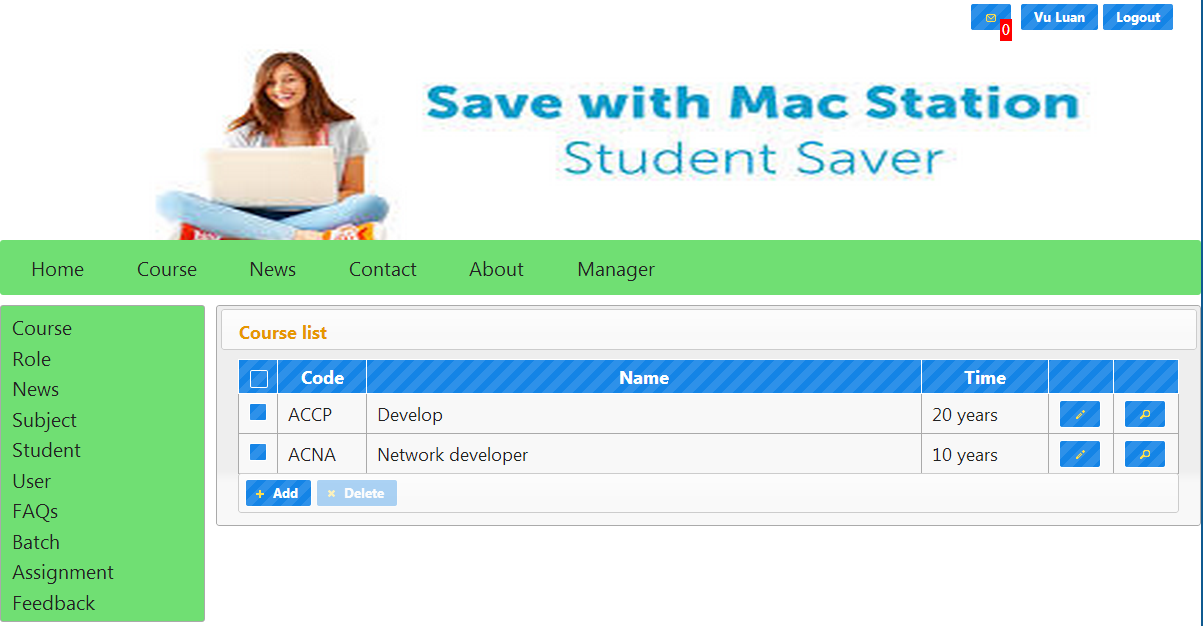 0
Vu Luan
Logout
Save with Mac Station
Student Saver
Home Course News Contact About Manager
Course
Role
News
Subject
Student
User
FAQs
Batch
Assignment
Feedback
Course list
Code Name Time
ACCP Develop 20 years
ACNA Network developer 10 years
Add Delete